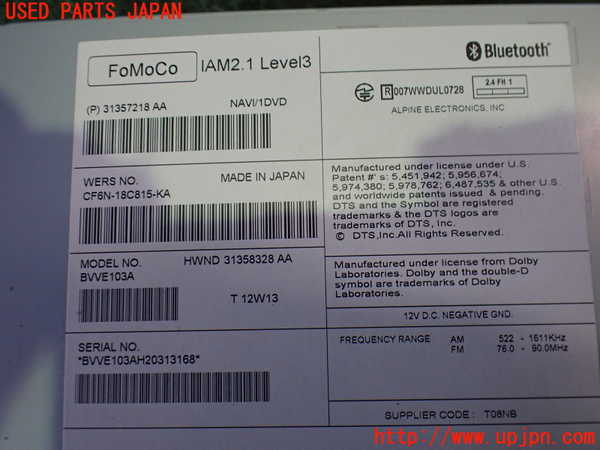 USED PARTS JAPAN
FoMoCo
IAM2.1 Level3
(P) 31357218 AA
NAVI/1DVD
WERS NO.
MADE IN JAPAN
CF6N-18C815-KA
MODEL NO.
HWND 31358328 AA
BVVE103A
T 12W13
SERIAL NO.
*BVVE103AH20313168*
Bluetooth
R 007WWDUL0728
2.4 FH 1
ALPINE ELECTRONICS, INC
Manufactured under license under U.S.
Patent #' s: 5,451,942; 5,956,674;
5,974,380; 5,978,762; 6,487,535 & other U.S.
and worldwide patents issued & pending.
DTS and the Symbol are registered
trademarks & the DTS logos are
trademarks of DTS, Inc.
© DTS,Inc.All Rights Reserved.
Manufactured under license from Dolby
Laboratories. Dolby and the double-D
symbol are trademarks of Dolby
Laboratories.
12V D.C. NEGATIVE GND.
FREQUENCY RANGE AM 522 - 1611KHz
FM 76.0 - 90.0MHz
SUPPLIER CODE : T08NB
http://www.upjpn.com/